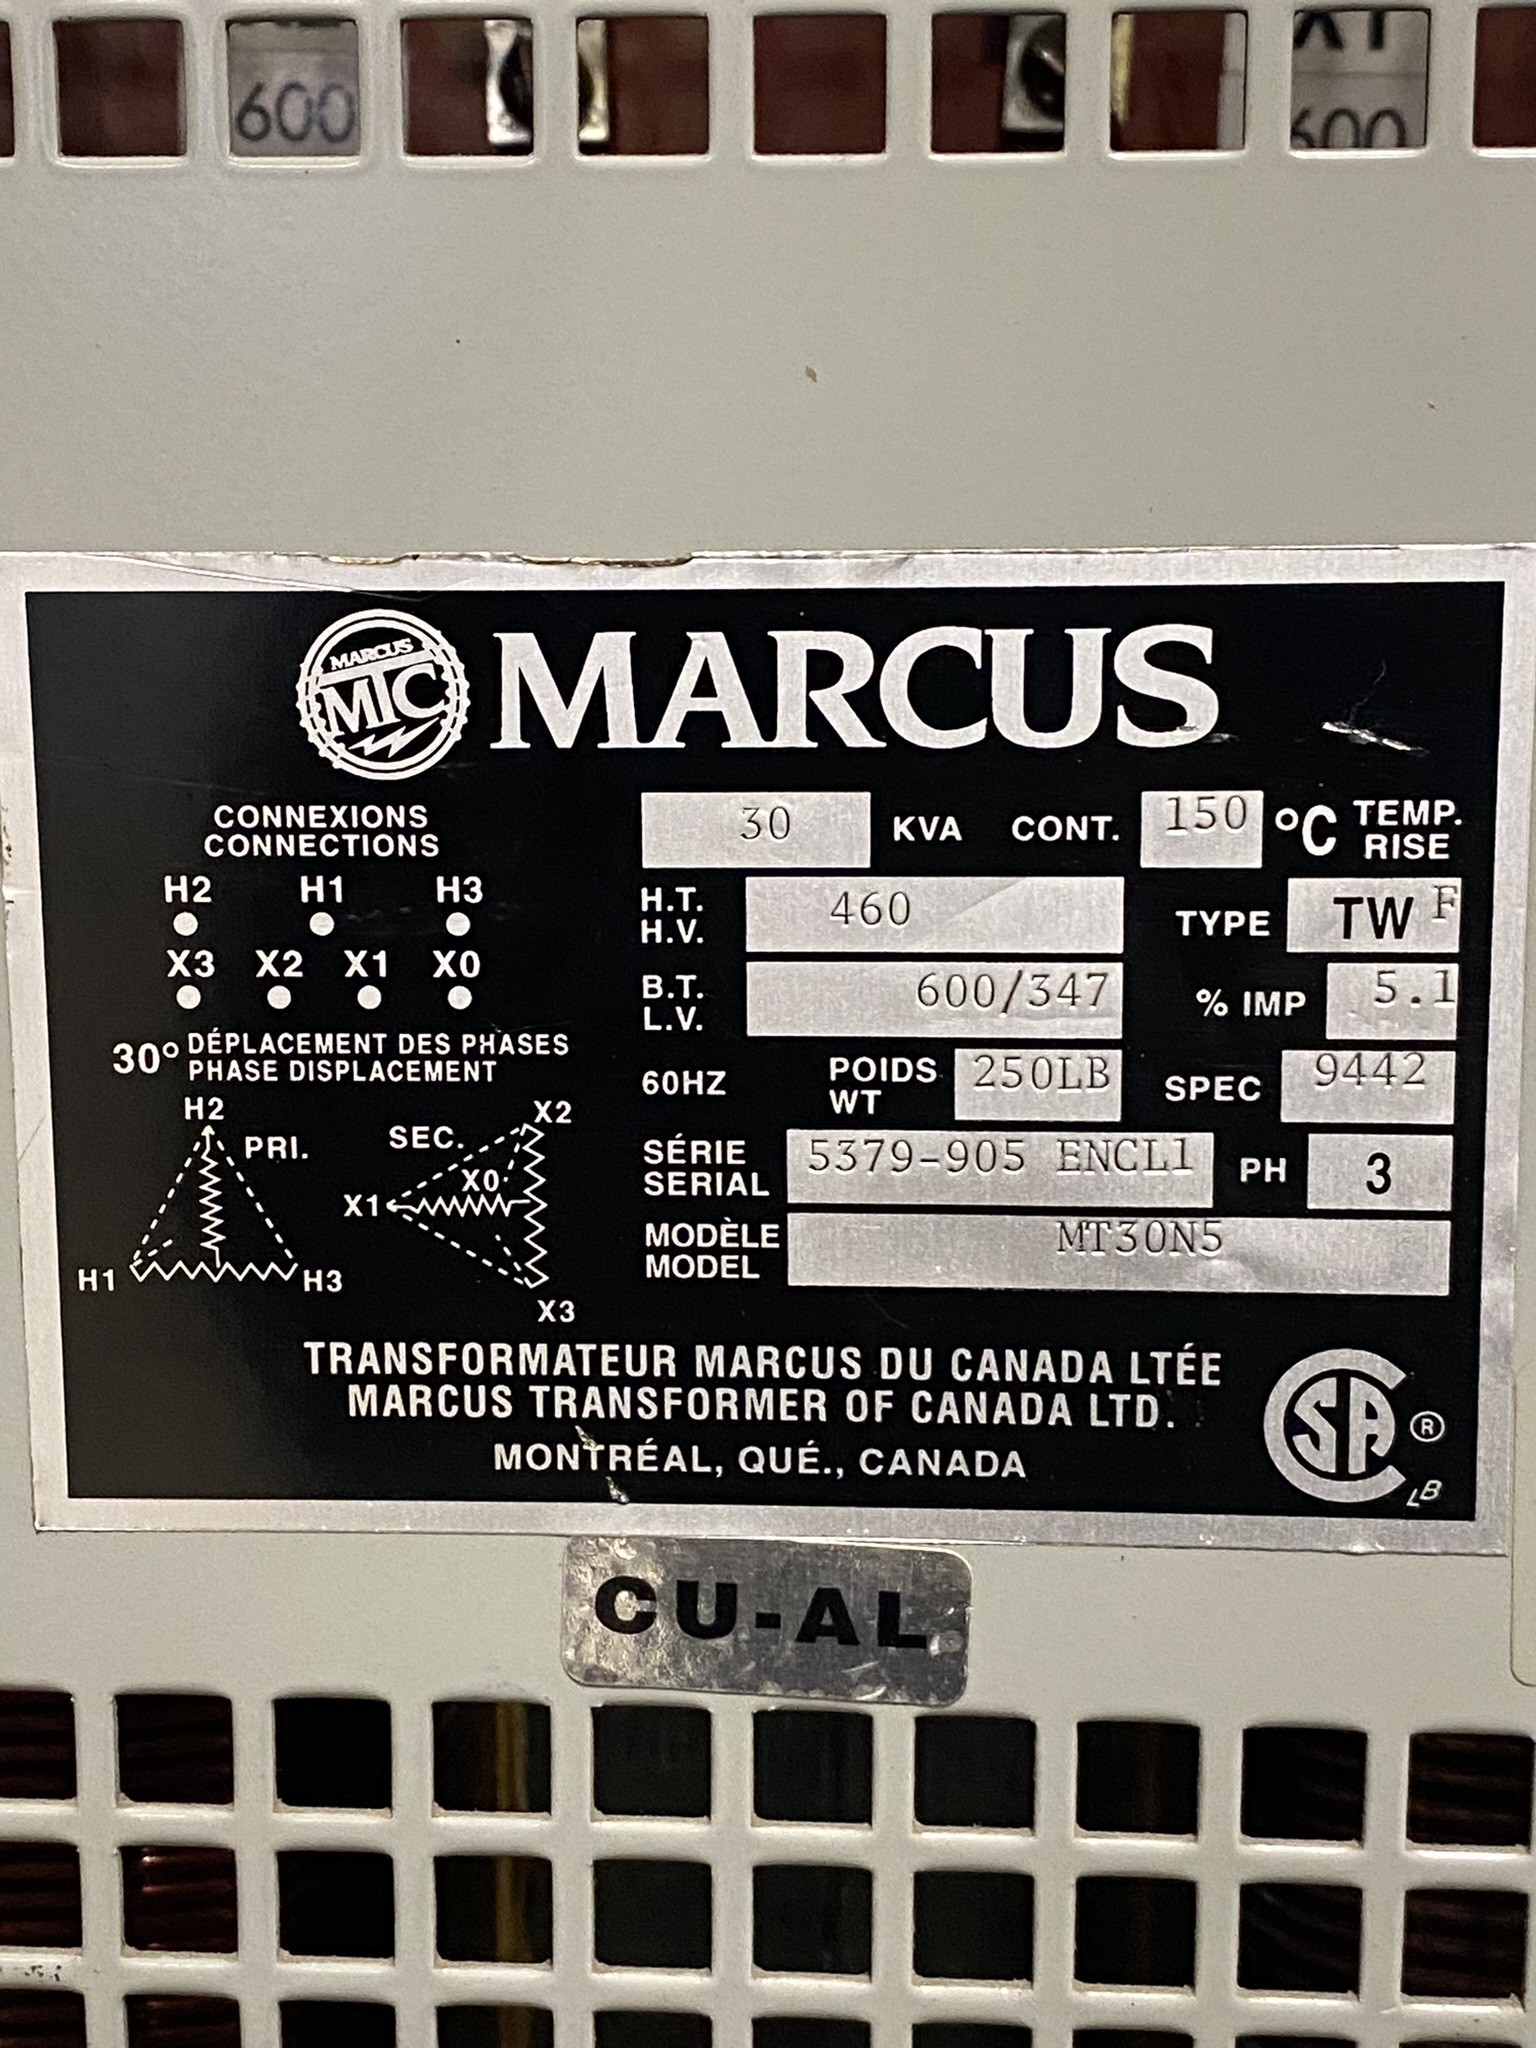 600
XT
600
MARCUS
MTC
MARCUS
CONNEXIONS
CONNECTIONS
H2 H1 H3
X3 X2 X1 X0
30° DÉPLACEMENT DES PHASES
PHASE DISPLACEMENT
H2
PRI.
H1 H3
SEC. X2
X0
X1
X3
30 KVA CONT. 150 °C TEMP. RISE
H.T.
H.V. 460 TYPE TW F
B.T.
L.V. 600/347 % IMP 5.1
60HZ POIDS
WT 250LB SPEC 9442
SÉRIE
SERIAL 5379-905 ENCL1 PH 3
MODÈLE
MODEL MT30N5
TRANSFORMATEUR MARCUS DU CANADA LTÉE
MARCUS TRANSFORMER OF CANADA LTD.
MONTRÉAL, QUÉ., CANADA
CSA ®
LB
CU-AL